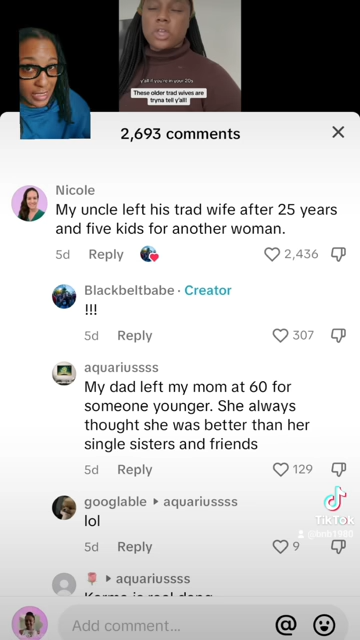 y'all if you're in your 20s
These older trad wives are
tryna tell y'all!
2,693 comments
Nicole
My uncle left his trad wife after 25 years
and five kids for another woman.
5d Reply 2,436
Blackbeltbabe · Creator
!!!
5d Reply 307
aquariussss
My dad left my mom at 60 for
someone younger. She always
thought she was better than her
single sisters and friends
5d Reply 129
googlable ▸ aquariussss
lol
5d Reply 9
TikTok
🌷 ▸ aquariussss
Karma is real dang
Add comment...